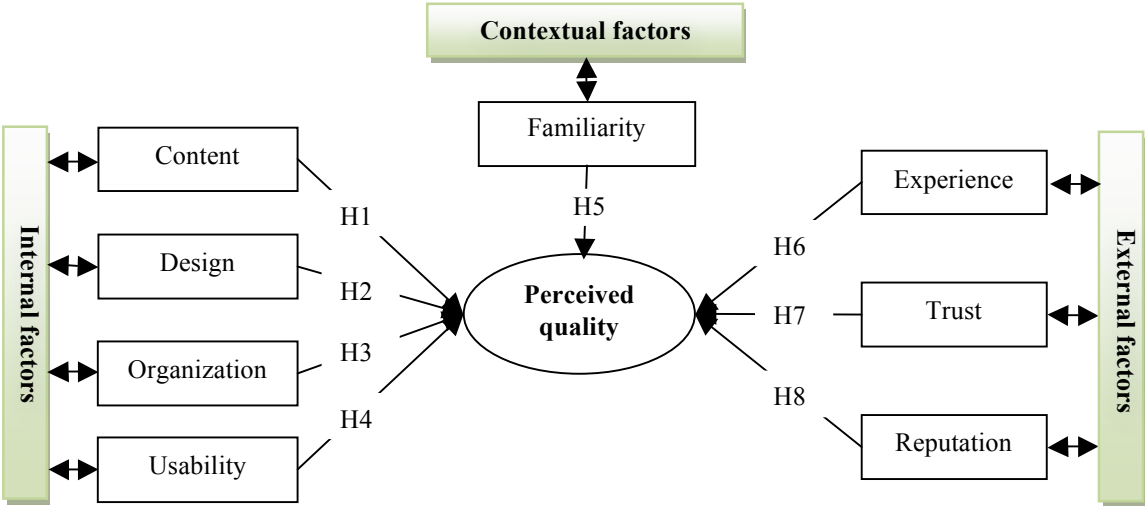 Contextual factors
Familiarity
H5
Internal factors
Content
Design
Organization
Usability
H1
H2
H3
H4
Perceived
quality
H6
H7
H8
Experience
Trust
Reputation
External factors